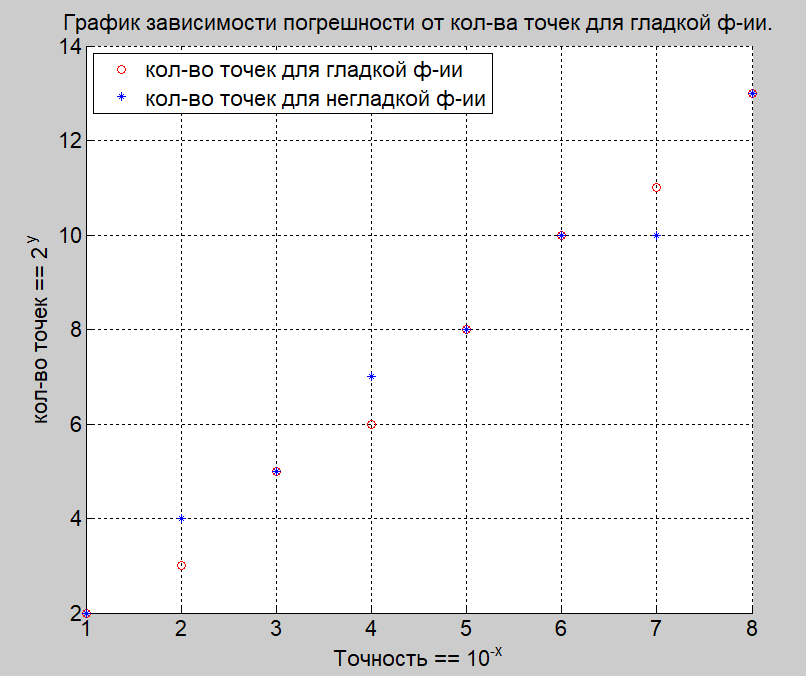 График зависимости погрешности от кол-ва точек для гладкой ф-ии.
кол-во точек для гладкой ф-ии
кол-во точек для негладкой ф-ии
кол-во точек == 2^y
14
12
10
8
6
4
2
1 2 3 4 5 6 7 8
Точность == 10^-x